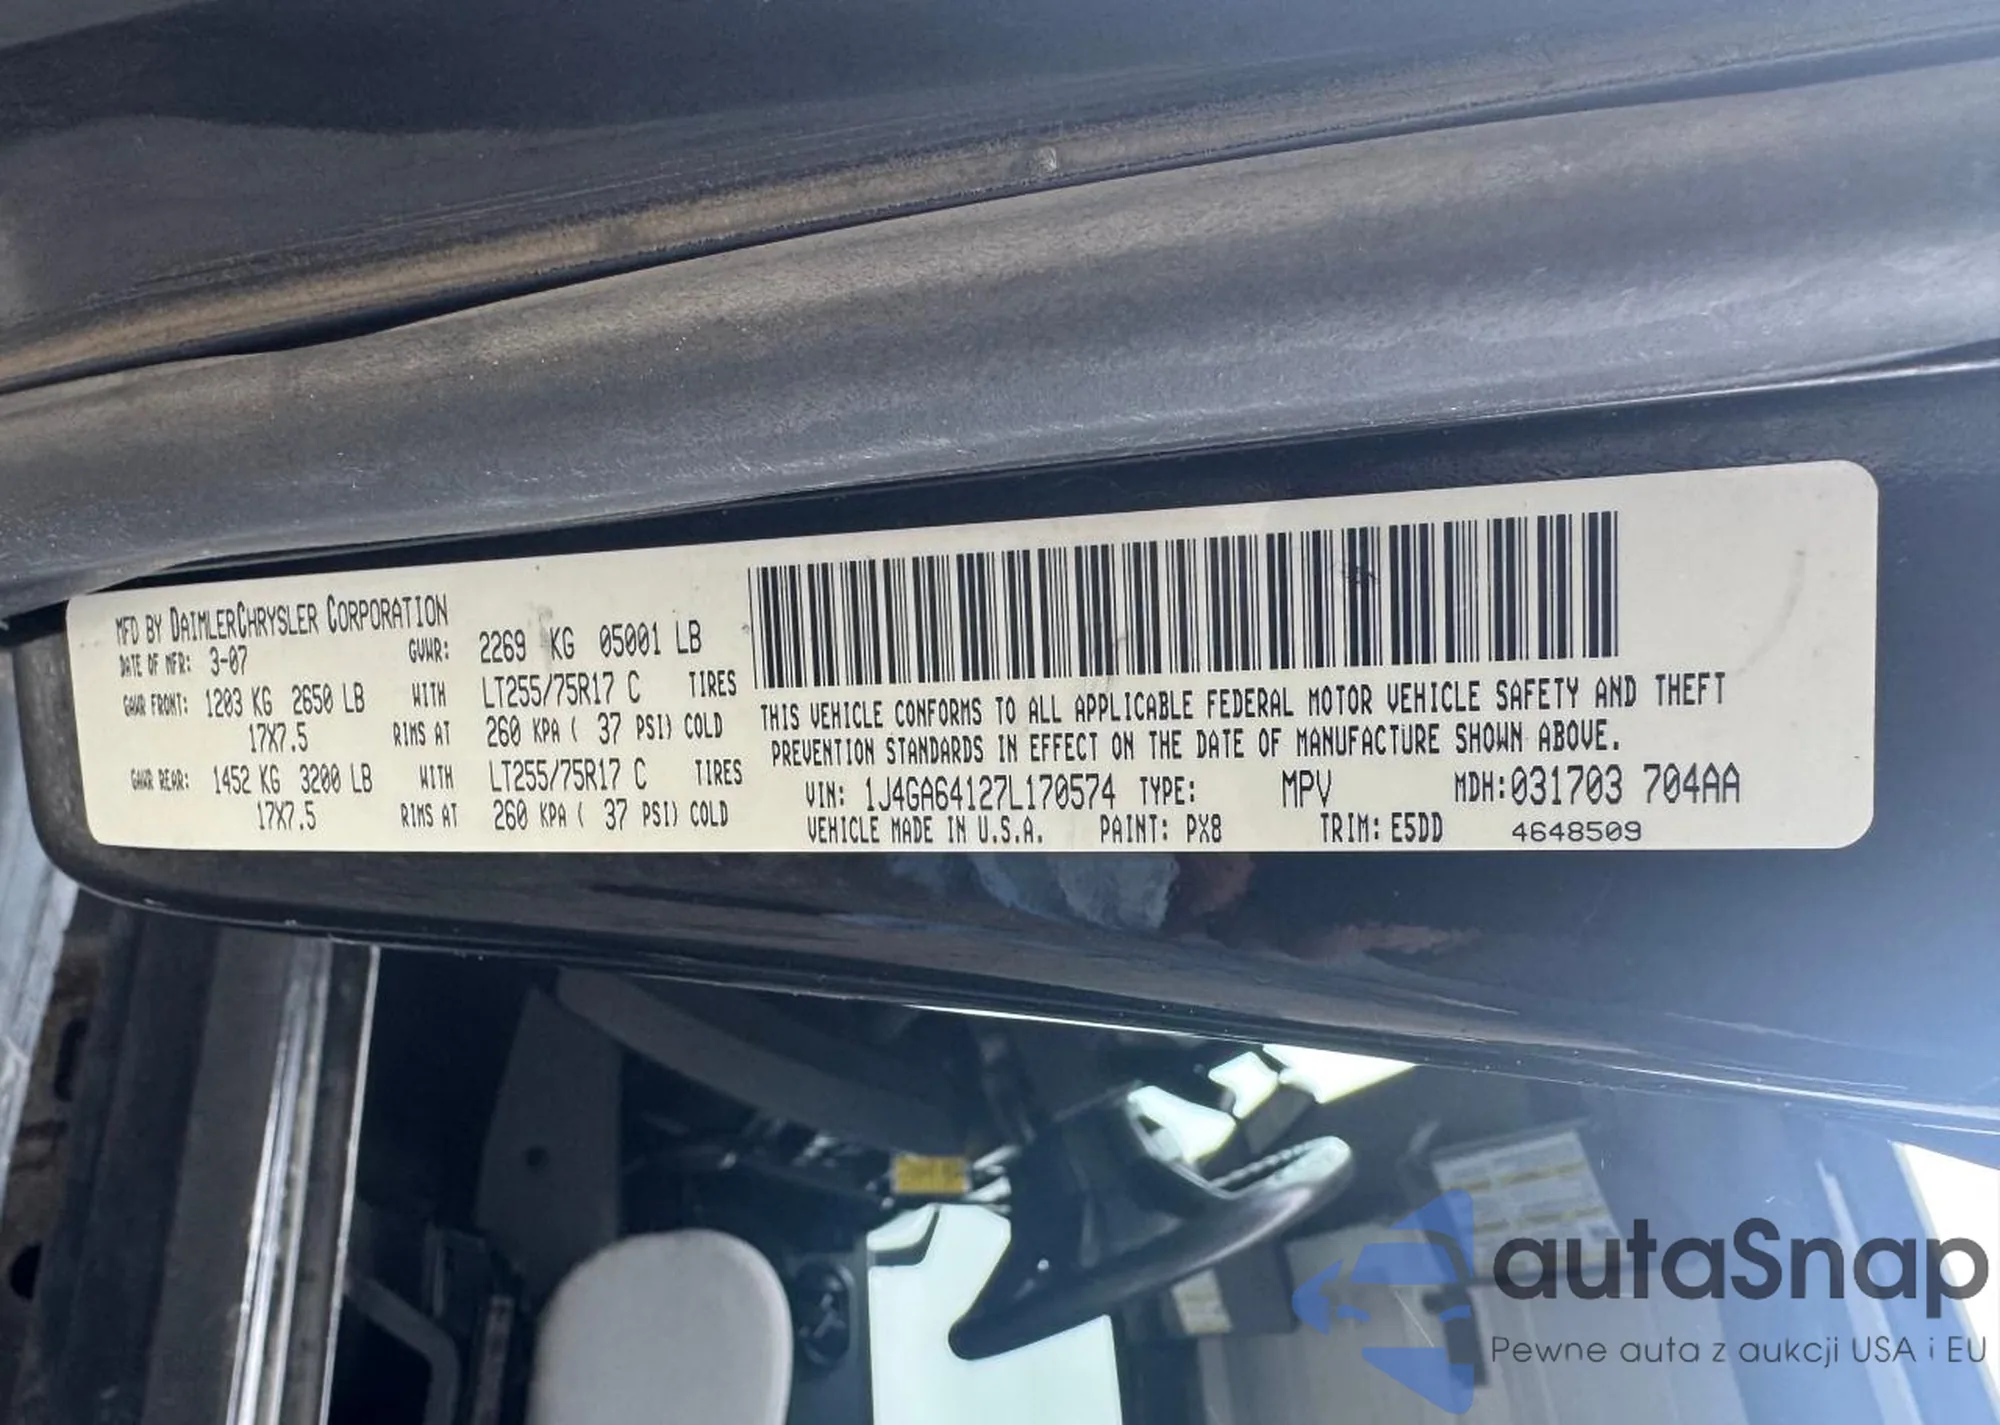 MFD BY DAIMLERCHRYSLER CORPORATION
DATE OF MFR: 3-07 GVWR: 2269 KG 05001 LB
GAWR FRONT: 1203 KG 2650 LB WITH LT255/75R17 C TIRES
17X7.5 RIMS AT 260 KPA ( 37 PSI) COLD
GAWR REAR: 1452 KG 3200 LB WITH LT255/75R17 C TIRES
17X7.5 RIMS AT 260 KPA ( 37 PSI) COLD
THIS VEHICLE CONFORMS TO ALL APPLICABLE FEDERAL MOTOR VEHICLE SAFETY AND THEFT
PREVENTION STANDARDS IN EFFECT ON THE DATE OF MANUFACTURE SHOWN ABOVE.
VIN: 1J4GA64127L170574 TYPE: MPV MDH: 031703 704AA
VEHICLE MADE IN U.S.A. PAINT: PX8 TRIM: E5DD 4648509
autaSnap
Pewne auta z aukcji USA i EU